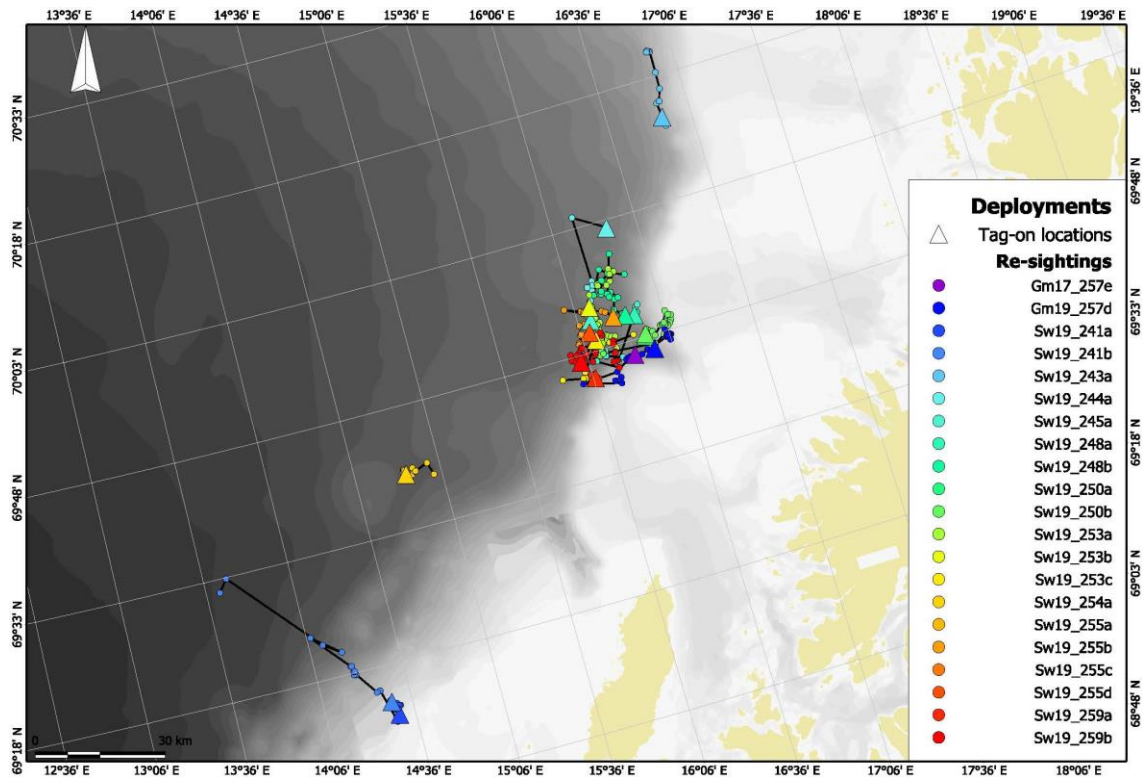 13°36' E 14°06' E 14°36' E 15°06' E 15°36' E 16°06' E 16°36' E 17°06' E 17°36' E 18°06' E 18°36' E 19°06' E 19°36' E
70°33' N
70°18' N
70°03' N
69°48' N
69°33' N
69°18' N
19°36' E
69°48' N
69°33' N
69°18' N
69°03' N
68°48' N
Deployments
Tag-on locations
Re-sightings
Gm17_257e
Gm19_257d
Sw19_241a
Sw19_241b
Sw19_243a
Sw19_244a
Sw19_245a
Sw19_248a
Sw19_248b
Sw19_250a
Sw19_250b
Sw19_253a
Sw19_253b
Sw19_253c
Sw19_254a
Sw19_255a
Sw19_255b
Sw19_255c
Sw19_255d
Sw19_259a
Sw19_259b
0 30 km
12°36' E 13°06' E 13°36' E 14°06' E 14°36' E 15°06' E 15°36' E 16°06' E 16°36' E 17°06' E 17°36' E 18°06' E